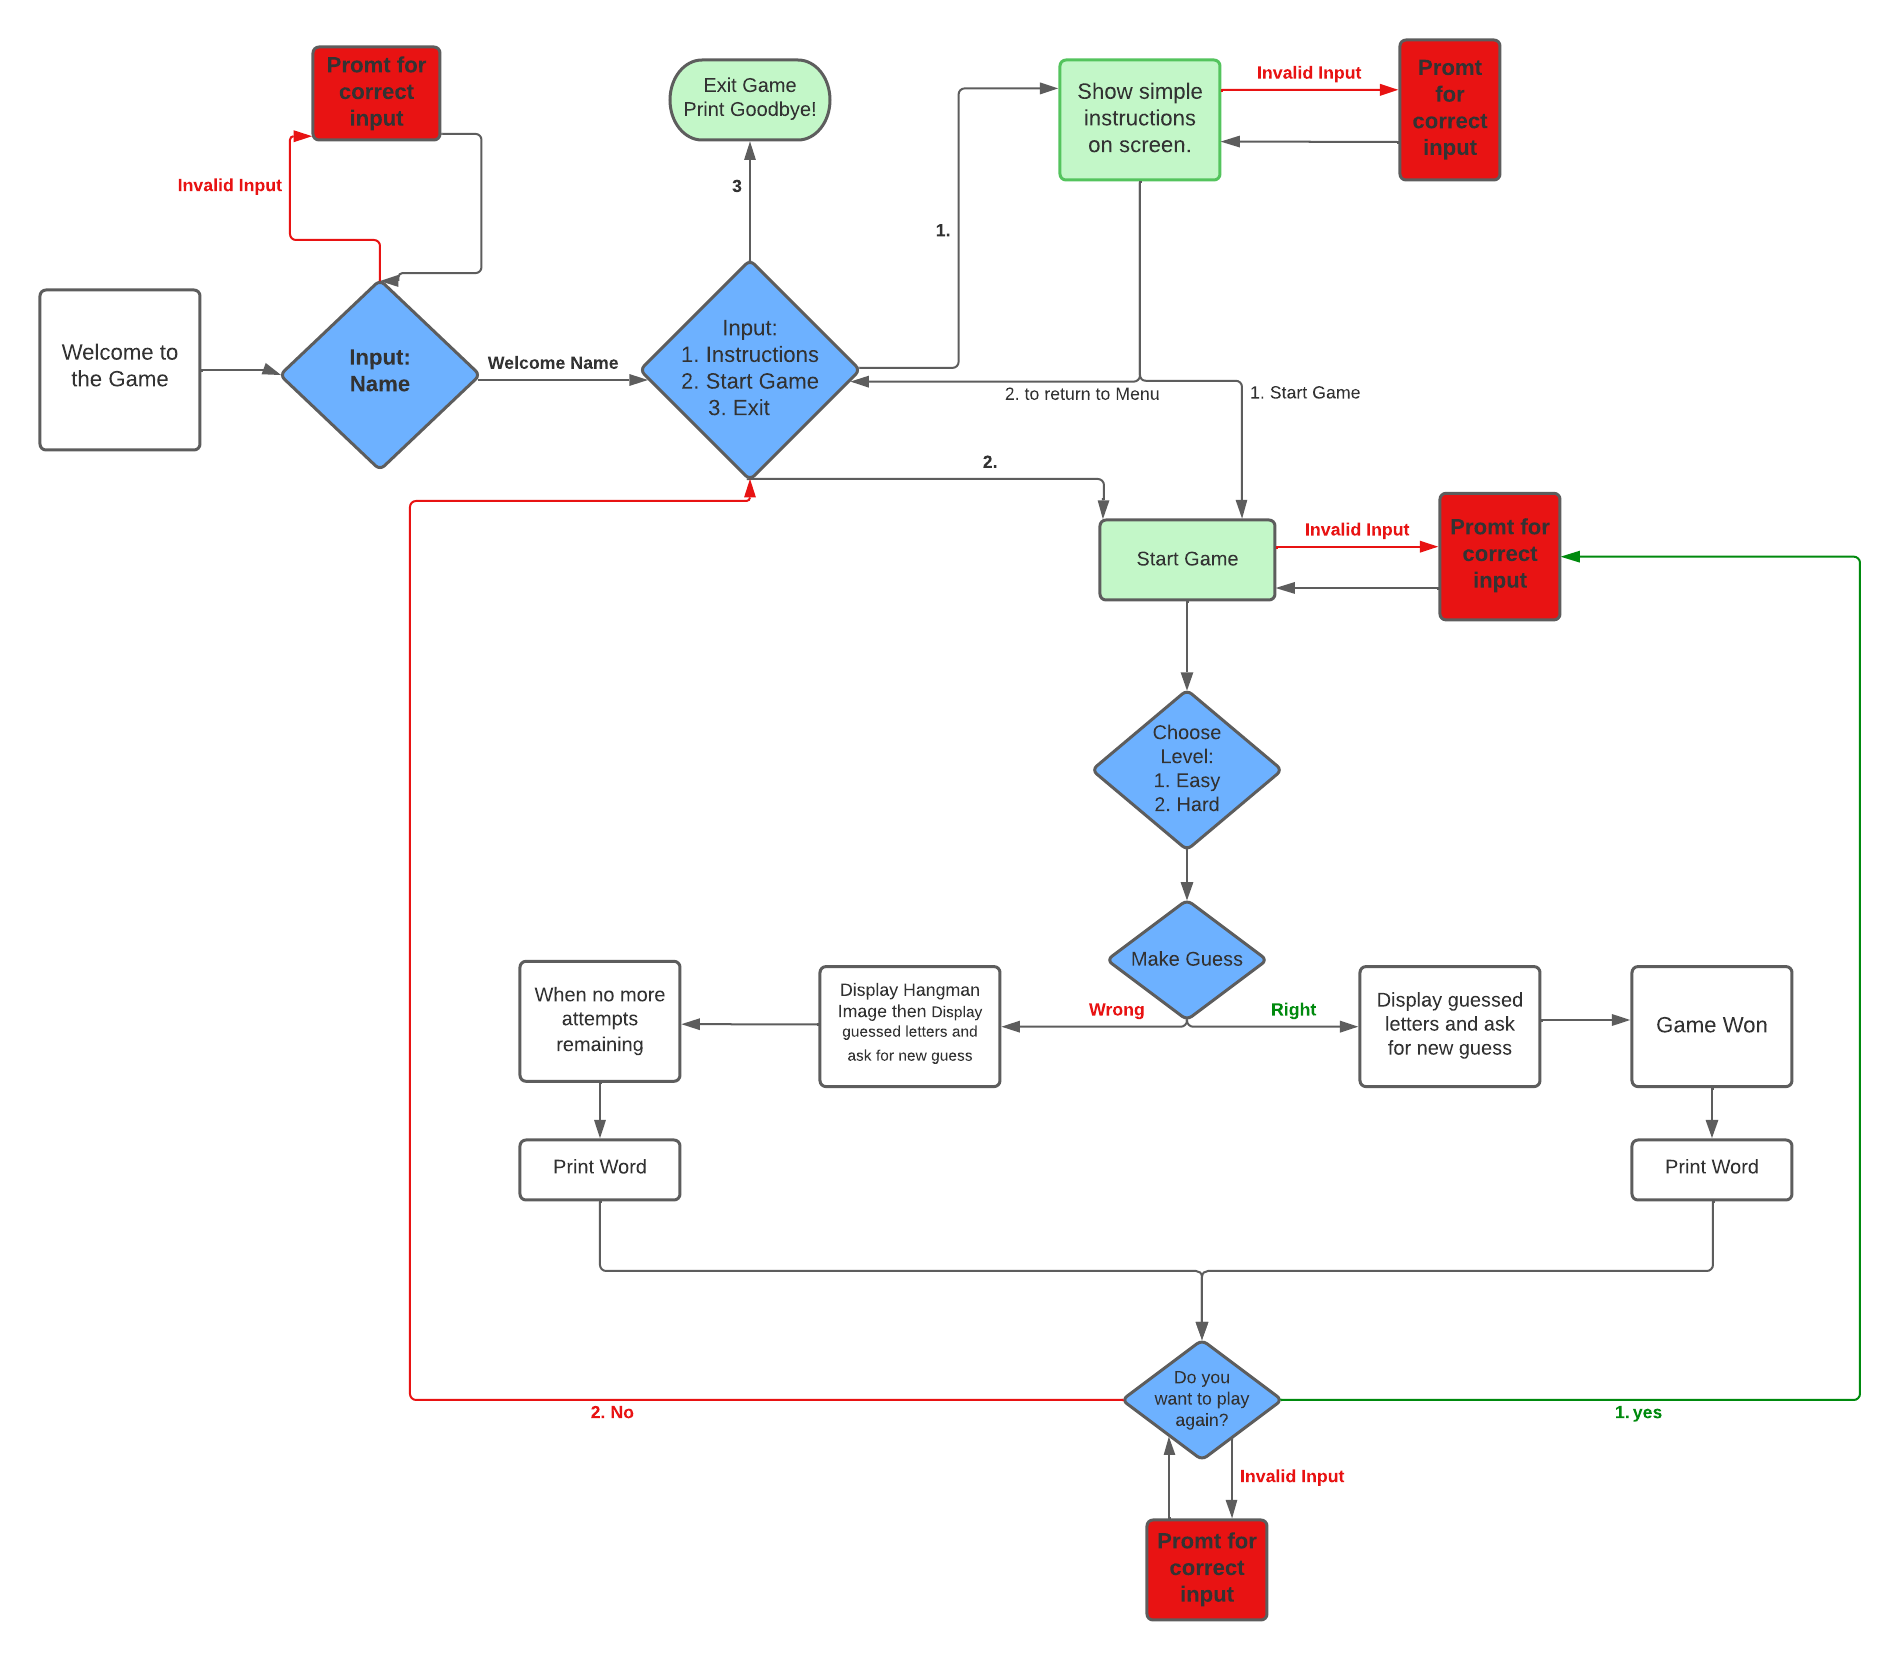 Promt for
correct
input
Invalid Input
Exit Game
Print Goodbye!
3
Show simple
instructions
on screen.
Invalid Input
Promt
for
correct
input
1.
Welcome to
the Game
Input:
Name
Welcome Name
Input:
1. Instructions
2. Start Game
3. Exit
2. to return to Menu
1. Start Game
2.
Start Game
Invalid Input
Promt for
correct
input
Choose
Level:
1. Easy
2. Hard
Make Guess
Wrong
Right
When no more
attempts
remaining
Display Hangman
Image then Display
guessed letters and
ask for new guess
Display guessed
letters and ask
for new guess
Game Won
Print Word
Print Word
Do you
want to play
again?
2. No
1. yes
Invalid Input
Promt for
correct
input